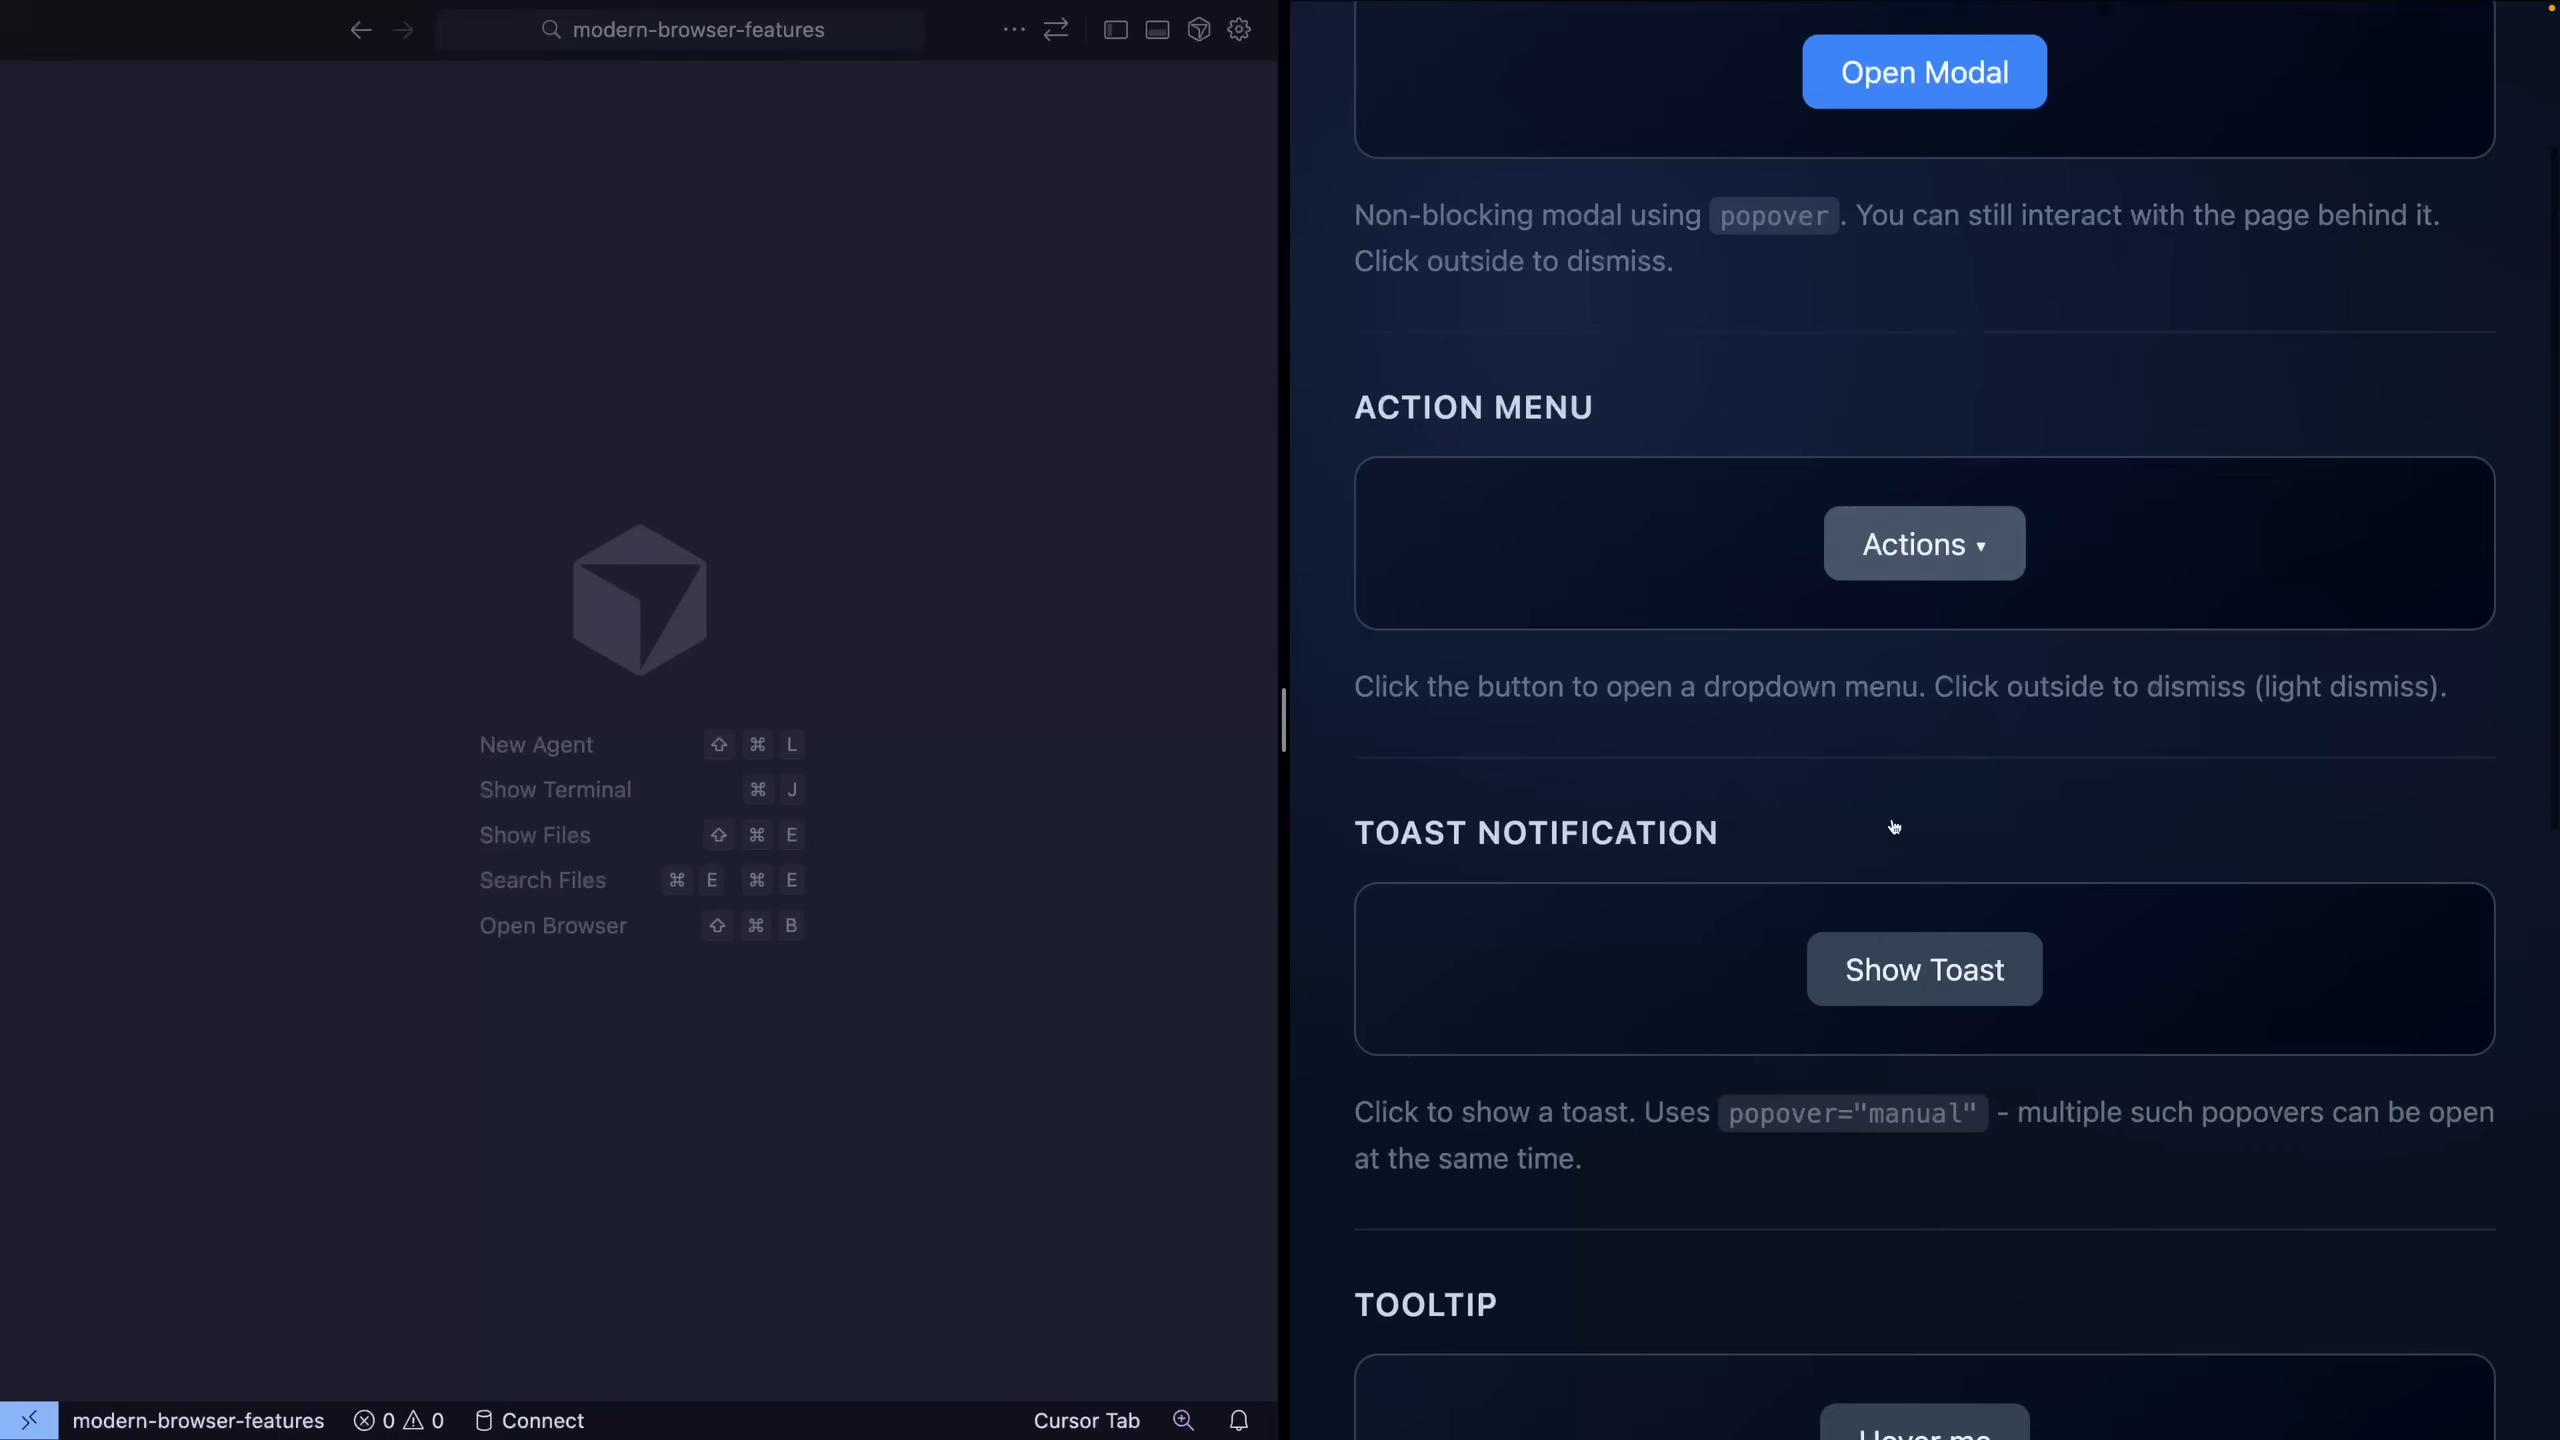 modern-browser-features
New Agent ⇧ ⌘ L
Show Terminal ⌘ J
Show Files ⇧ ⌘ E
Search Files ⌘ E ⌘ E
Open Browser ⇧ ⌘ B
modern-browser-features 0 0 Connect Cursor Tab
Open Modal
Non-blocking modal using popover. You can still interact with the page behind it.
Click outside to dismiss.
ACTION MENU
Actions ▾
Click the button to open a dropdown menu. Click outside to dismiss (light dismiss).
TOAST NOTIFICATION
Show Toast
Click to show a toast. Uses popover="manual" - multiple such popovers can be open
at the same time.
TOOLTIP
Hover me